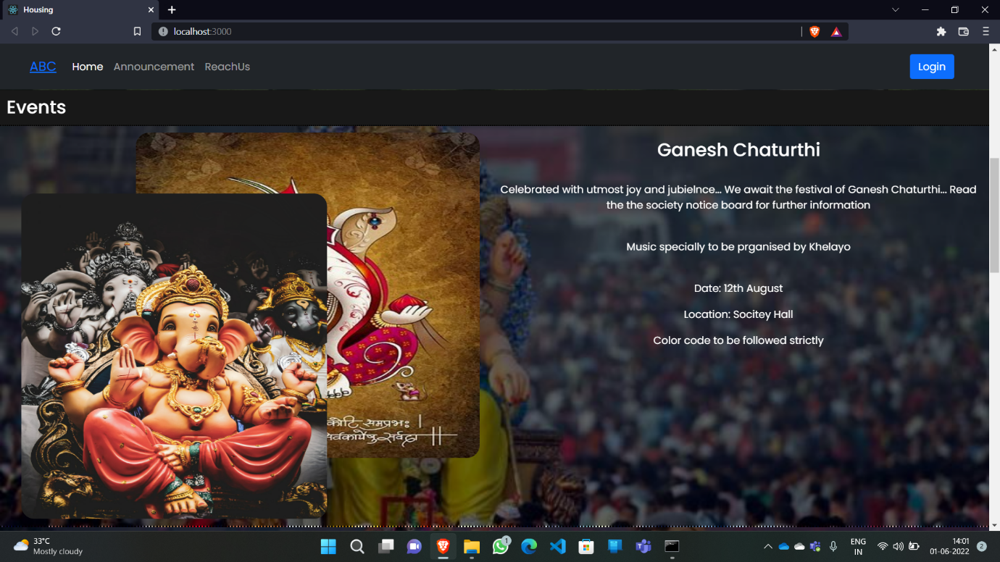 Housing
localhost:3000
ABC Home Announcement ReachUs Login
Events
Ganesh Chaturthi
Celebrated with utmost joy and jubielnce... We await the festival of Ganesh Chaturthi... Read
the the society notice board for further information
Music specially to be prganised by Khelayo
Date: 12th August
Location: Socitey Hall
Color code to be followed strictly
कोटि समप्रभः |
सर्वकार्येषु सर्वदा ||
33°C
Mostly cloudy
1
ENG
IN
14:01
01-06-2022
2